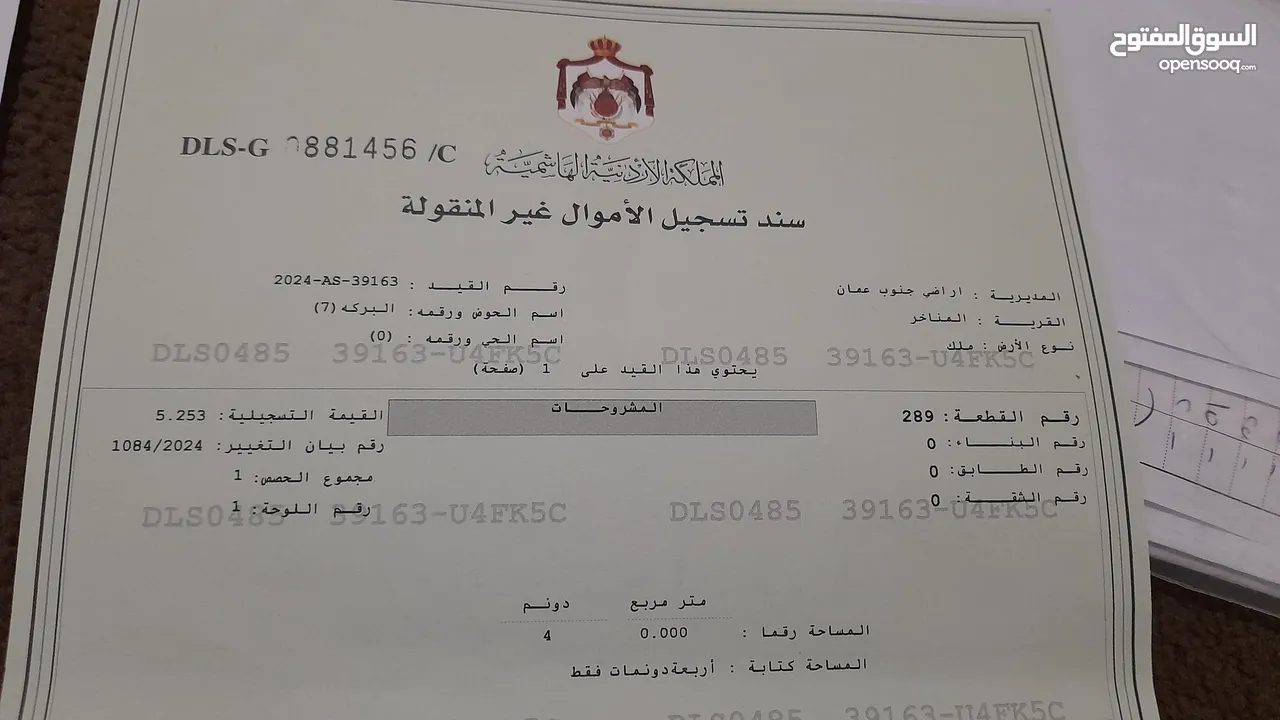 السوق المفتوح
opensooq.com
DLS-G 0881456 /C
المملكة الأردنية الهاشمية
سند تسجيل الأموال غير المنقولة
المديرية : اراضي جنوب عمان
رقم القيد : 2024-AS-39163
القرية : المناخر
اسم الحوض ورقمه: البركه (7)
نوع الأرض : ملك
اسم الحي ورقمه : (0)
DLS0485 39163-U4FK5C DLS0485 39163-U4FK5C
يحتوي هذا القيد على 1 (صفحة)
المشروحات
رقم القطعة: 289
القيمة التسجيلية: 5.253
رقم البناء: 0
رقم بيان التغيير: 1084/2024
رقم الطابق: 0
مجموع الحصص: 1
رقم الشقة: 0
رقم اللوحة: 1
DLS0485 39163-U4FK5C DLS0485 39163-U4FK5C
متر مربع دونم
المساحة رقما : 0.000 4
المساحة كتابة : أربعة دونمات فقط
DLS0485 39163-U4FK5C